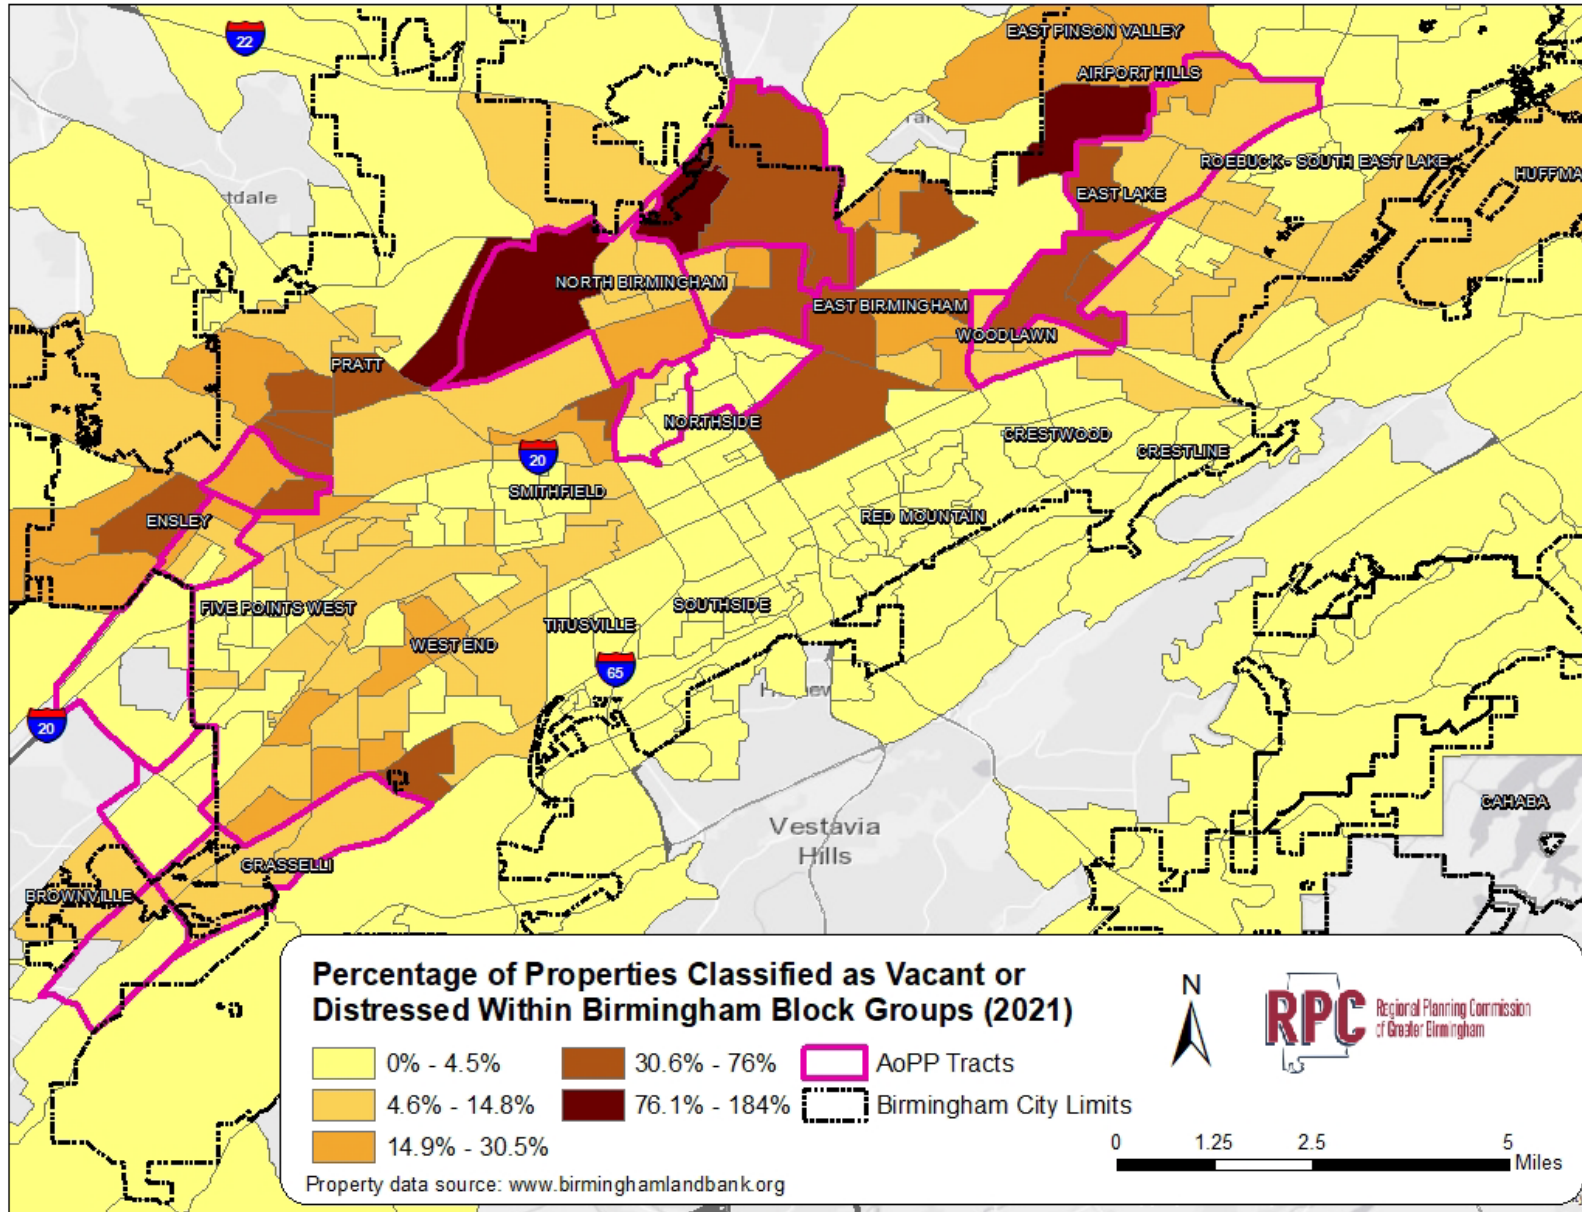 22
EAST PINSON VALLEY
AIRPORT HILLS
ROEBUCK - SOUTH EAST LAKE
HUFFMA
tdale
EAST LAKE
NORTH BIRMINGHAM
EAST BIRMINGHAM
WOODLAWN
PRATT
NORTHSIDE
CRESTWOOD
CRESTLINE
20
SMITHFIELD
ENSLEY
RED MOUNTAIN
FIVE POINTS WEST
SOUTHSIDE
TITUSVILLE
WEST END
65
20
CAHABA
Vestavia
Hills
GRASSELLI
BROWNVILLE
Percentage of Properties Classified as Vacant or
Distressed Within Birmingham Block Groups (2021)
0% - 4.5%
30.6% - 76%
AoPP Tracts
4.6% - 14.8%
76.1% - 184%
Birmingham City Limits
14.9% - 30.5%
Property data source: www.birminghamlandbank.org
N
RPC
Regional Planning Commission
of Greater Birmingham
0 1.25 2.5 5
Miles